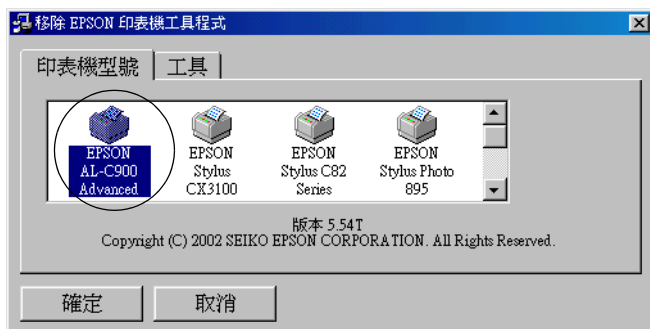 移除 EPSON 印表機工具程式
印表機型號 工具
EPSON AL-C900 Advanced
EPSON Stylus CX3100
EPSON Stylus C82 Series
EPSON Stylus Photo 895
版本 5.54T
Copyright (C) 2002 SEIKO EPSON CORPORATION. All Rights Reserved.
確定 取消